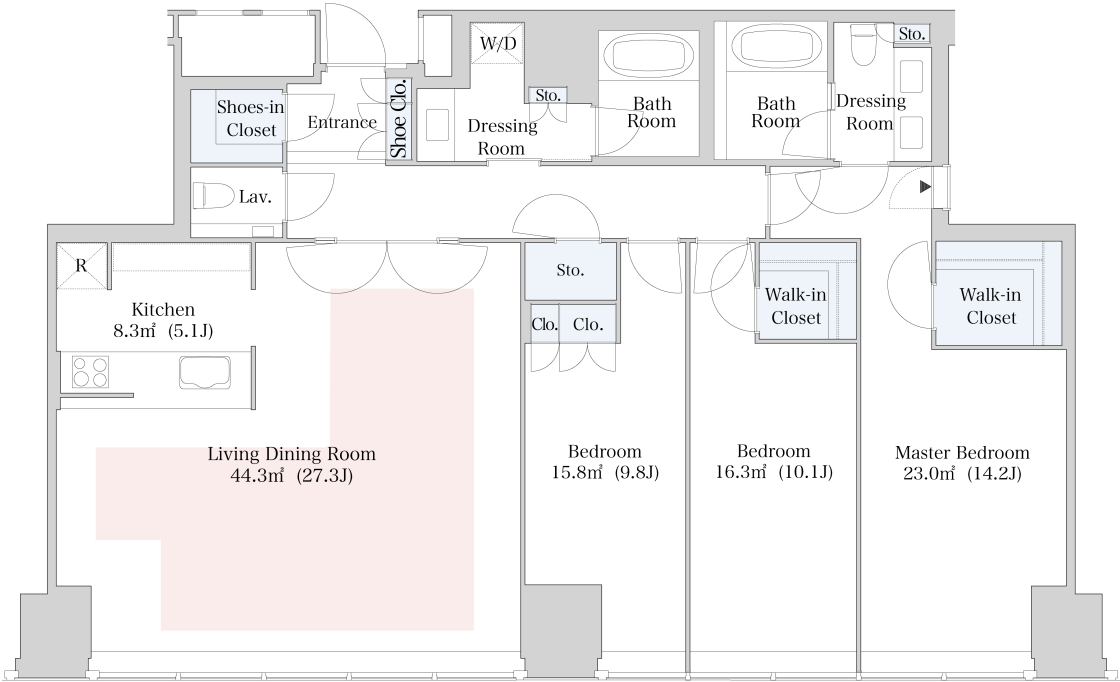 W/D
Sto.
Shoes-in
Closet
Entrance
Shoe Clo.
Sto.
Dressing
Room
Bath
Room
Bath
Room
Dressing
Room
Lav.
R
Kitchen
8.3㎡ (5.1J)
Sto.
Clo.
Clo.
Walk-in
Closet
Walk-in
Closet
Living Dining Room
44.3㎡ (27.3J)
Bedroom
15.8㎡ (9.8J)
Bedroom
16.3㎡ (10.1J)
Master Bedroom
23.0㎡ (14.2J)